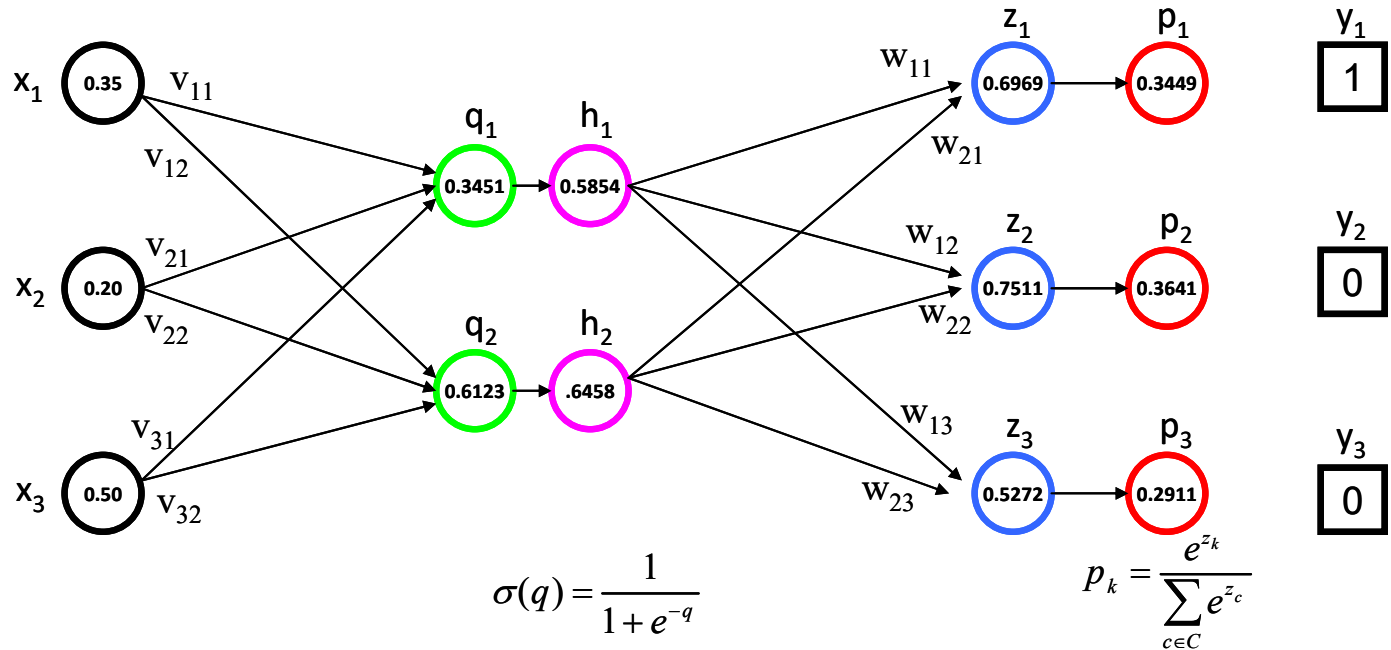 z₁ p₁ y₁
x₁ 0.35 v₁₁ w₁₁ 0.6969 0.3449 1
q₁ h₁
v₁₂ w₂₁
0.3451 0.5854
v₂₁ w₁₂ z₂ p₂ y₂
x₂ 0.20 0.7511 0.3641 0
v₂₂ w₂₂
q₂ h₂
0.6123 .6458
v₃₁ w₁₃ z₃ p₃ y₃
x₃ 0.50 v₃₂ w₂₃ 0.5272 0.2911 0
σ(q) = 1 / (1 + e^{-q})
p_k = e^{z_k} / ∑_{c∈C} e^{z_c}